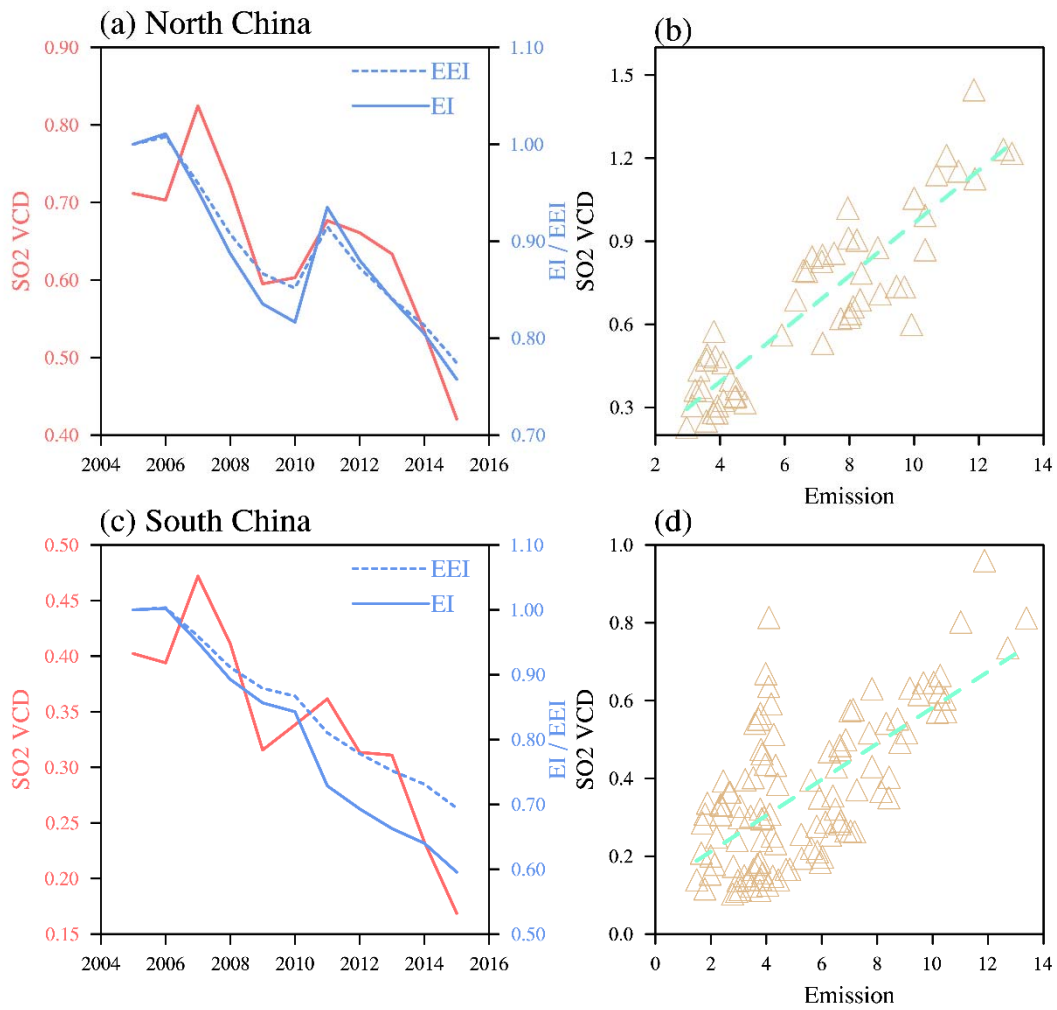 (a) North China
0.90
0.80
0.70
0.60
0.50
0.40
SO2 VCD
EEI
EI
1.10
1.00
0.90
0.80
0.70
EI / EEI
2004 2006 2008 2010 2012 2014 2016
(b)
1.5
1.2
0.9
0.6
0.3
SO2 VCD
2 4 6 8 10 12 14
Emission
(c) South China
0.50
0.45
0.40
0.35
0.30
0.25
0.20
0.15
SO2 VCD
EEI
EI
1.10
1.00
0.90
0.80
0.70
0.60
0.50
EI / EEI
2004 2006 2008 2010 2012 2014 2016
(d)
1.0
0.8
0.6
0.4
0.2
0.0
SO2 VCD
0 2 4 6 8 10 12 14
Emission